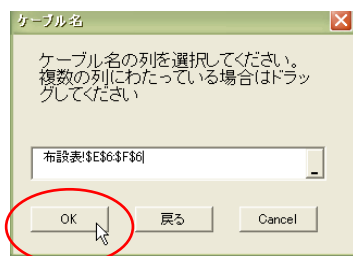 ケーブル名
ケーブル名の列を選択してください。
複数の列にわたっている場合はドラッ
グしてください
布設表!$E$6:$F$6
OK
戻る
Cancel